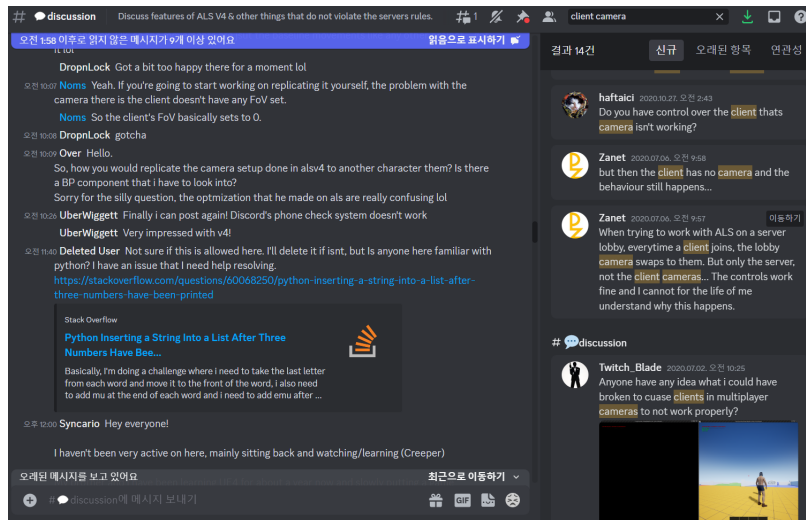 # discussion Discuss features of ALS V4 & other things that do not violate the servers rules. 1 client camera
오전 1:58 이후로 읽지 않은 메시지가 9개 이상 있어요 읽음으로 표시하기
it lol
DropnLock Got a bit too happy there for a moment lol
오전 10:07 Noms Yeah. If you're going to start working on replicating it yourself, the problem with the
camera there is the client doesn't have any FoV set.
Noms So the client's FoV basically sets to 0.
오전 10:08 DropnLock gotcha
오전 10:09 Over Hello.
So, how you would replicate the camera setup done in alsv4 to another character them? Is there
a BP component that i have to look into?
Sorry for the silly question, the optmization that he made on als are really confusing lol
오전 10:26 UberWiggett Finally i can post again! Discord's phone check system doesn't work
UberWiggett Very impressed with v4!
오전 11:40 Deleted User Not sure if this is allowed here. I'll delete it if isnt, but Is anyone here familiar with
python? I have an issue that I need help resolving.
https://stackoverflow.com/questions/60068250/python-inserting-a-string-into-a-list-after-
three-numbers-have-been-printed
Stack Overflow
Python Inserting a String Into a List After Three
Numbers Have Bee...
Basically, I'm doing a challenge where i need to take the last letter
from each word and move it to the front of the word, i also need
to add mu at the end of each word and i need to add emu after ...
오후 12:00 Syncario Hey everyone!
I haven't been very active on here, mainly sitting back and watching/learning (Creeper)
오래된 메시지를 보고 있어요 최근으로 이동하기
# discussion에 메시지 보내기
GIF
결과 14건 신규 오래된 항목 연관성
haftaici 2020.10.27. 오전 2:43
Do you have control over the client thats
camera isn't working?
Zanet 2020.07.06. 오전 9:58
but then the client has no camera and the
behaviour still happens...
Zanet 2020.07.06. 오전 9:57 이동하기
When trying to work with ALS on a server
lobby, everytime a client joins, the lobby
camera swaps to them. But only the server,
not the client cameras... The controls work
fine and I cannot for the life of me
understand why this happens.
# discussion
Twitch_Blade 2020.07.02. 오전 10:25
Anyone have any idea what i could have
broken to cuase clients in multiplayer
cameras to not work properly?